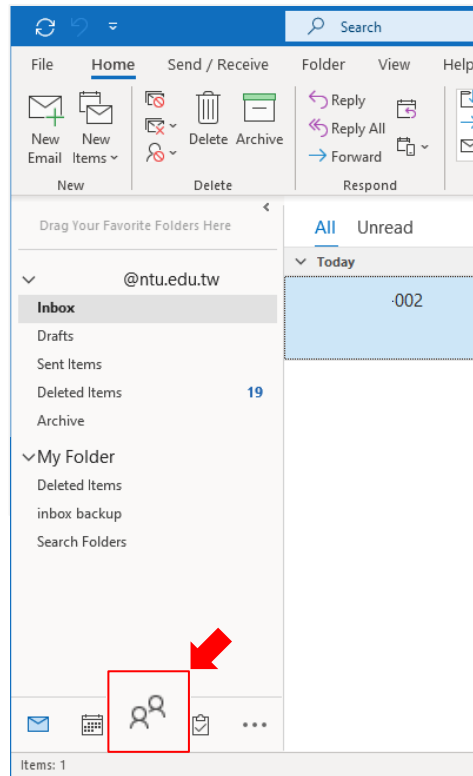 Search
File Home Send / Receive Folder View Help
New Email
New Items
Delete
Archive
Reply
Reply All
Forward
New
Delete
Respond
Drag Your Favorite Folders Here
All Unread
Today
@ntu.edu.tw
-002
Inbox
Drafts
Sent Items
Deleted Items 19
Archive
My Folder
Deleted Items
inbox backup
Search Folders
Items: 1